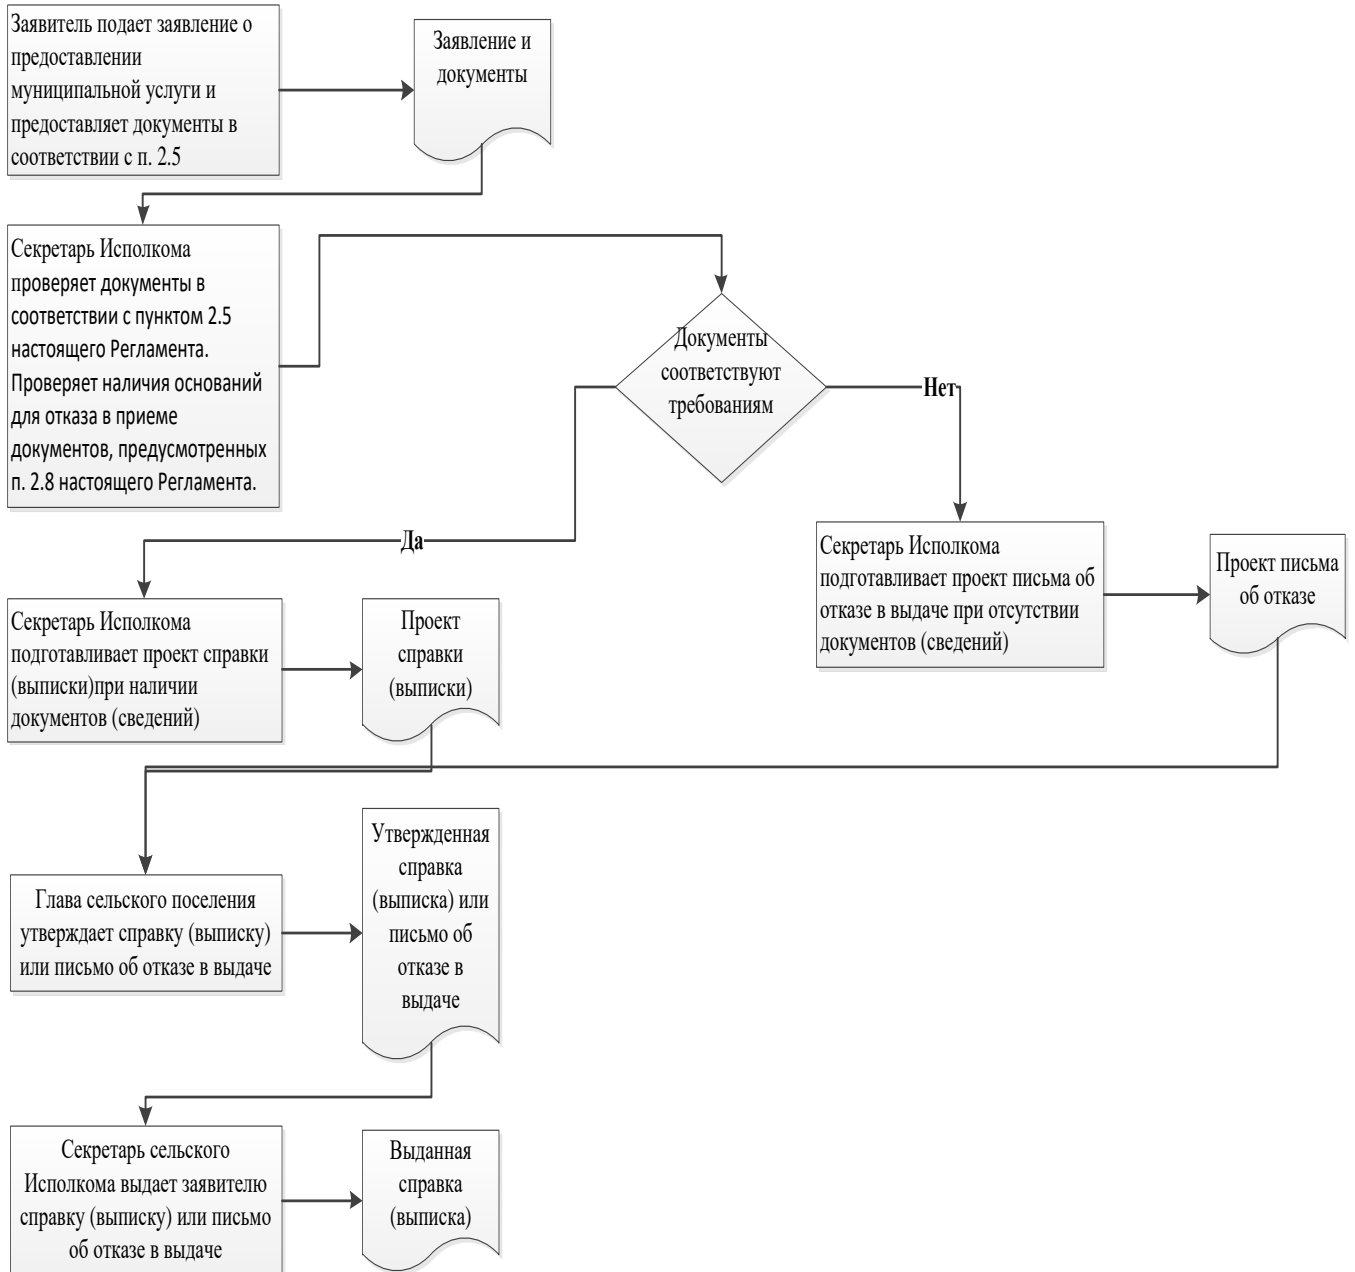 Заявитель подает заявление о
предоставлении
муниципальной услуги и
предоставляет документы в
соответствии с п. 2.5
Заявление и
документы
Секретарь Исполкома
проверяет документы в
соответствии с пунктом 2.5
настоящего Регламента.
Проверяет наличия оснований
для отказа в приеме
документов, предусмотренных
п. 2.8 настоящего Регламента.
Документы
соответствуют
требованиям
Нет
Да
Секретарь Исполкома
подготавливает проект письма об
отказе в выдаче при отсутствии
документов (сведений)
Проект письма
об отказе
Секретарь Исполкома
подготавливает проект справки
(выписки)при наличии
документов (сведений)
Проект
справки
(выписки)
Глава сельского поселения
утверждает справку (выписку)
или письмо об отказе в выдаче
Утвержденная
справка
(выписка) или
письмо об
отказе в
выдаче
Секретарь сельского
Исполкома выдает заявителю
справку (выписку) или письмо
об отказе в выдаче
Выданная
справка
(выписка)